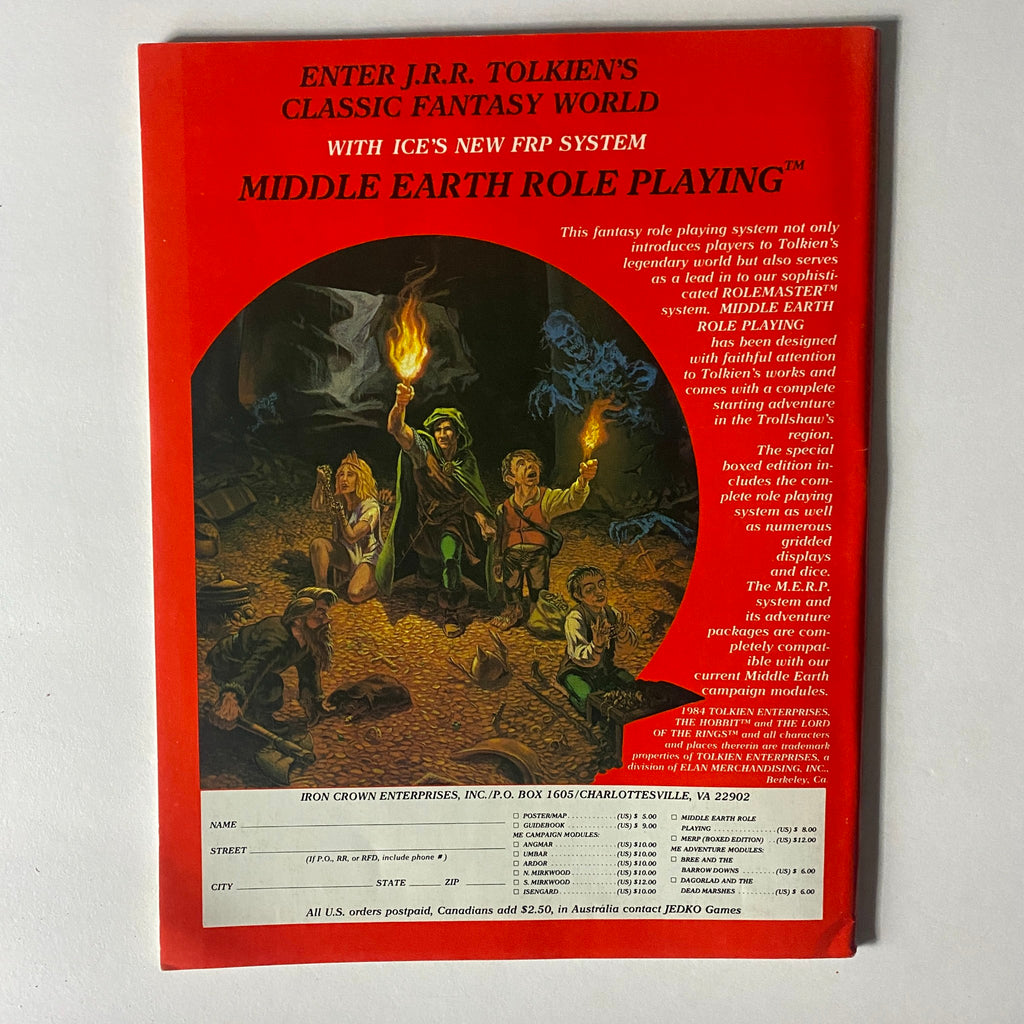 ENTER J.R.R. TOLKIEN'S
CLASSIC FANTASY WORLD
WITH ICE'S NEW FRP SYSTEM
MIDDLE EARTH ROLE PLAYING™
This fantasy role playing system not only
introduces players to Tolkien's
legendary world but also serves
as a lead in to our sophisti-
cated ROLEMASTER™
system. MIDDLE EARTH
ROLE PLAYING
has been designed
with faithful attention
to Tolkien's works and
comes with a complete
starting adventure
in the Trollshaw's
region.
The special
boxed edition in-
cludes the com-
plete role playing
system as well
as numerous
gridded
displays
and dice.
The M.E.R.P.
system and
its adventure
packages are com-
pletely compat-
ible with our
current Middle Earth
campaign modules.
1984 TOLKIEN ENTERPRISES.
THE HOBBIT™ and THE LORD
OF THE RINGS™ and all characters
and places thererin are trademark
properties of TOLKIEN ENTERPRISES, a
division of ELAN MERCHANDISING, INC.,
Berkeley, Ca.
IRON CROWN ENTERPRISES, INC./P.O. BOX 1605/CHARLOTTESVILLE, VA 22902
NAME
STREET
(If P.O., RR, or RFD, include phone #)
CITY STATE ZIP
POSTER/MAP (US) $ 5.00
GUIDEBOOK (US) $ 9.00
ME CAMPAIGN MODULES:
ANGMAR (US) $10.00
UMBAR (US) $10.00
ARDOR (US) $10.00
N. MIRKWOOD (US) $10.00
S. MIRKWOOD (US) $12.00
ISENGARD (US) $10.00
MIDDLE EARTH ROLE
PLAYING (US) $ 8.00
MERP (BOXED EDITION) (US) $12.00
ME ADVENTURE MODULES:
BREE AND THE
BARROW DOWNS (US) $ 6.00
DAGORLAD AND THE
DEAD MARSHES (US) $ 6.00
All U.S. orders postpaid, Canadians add $2.50, in Australia contact JEDKO Games